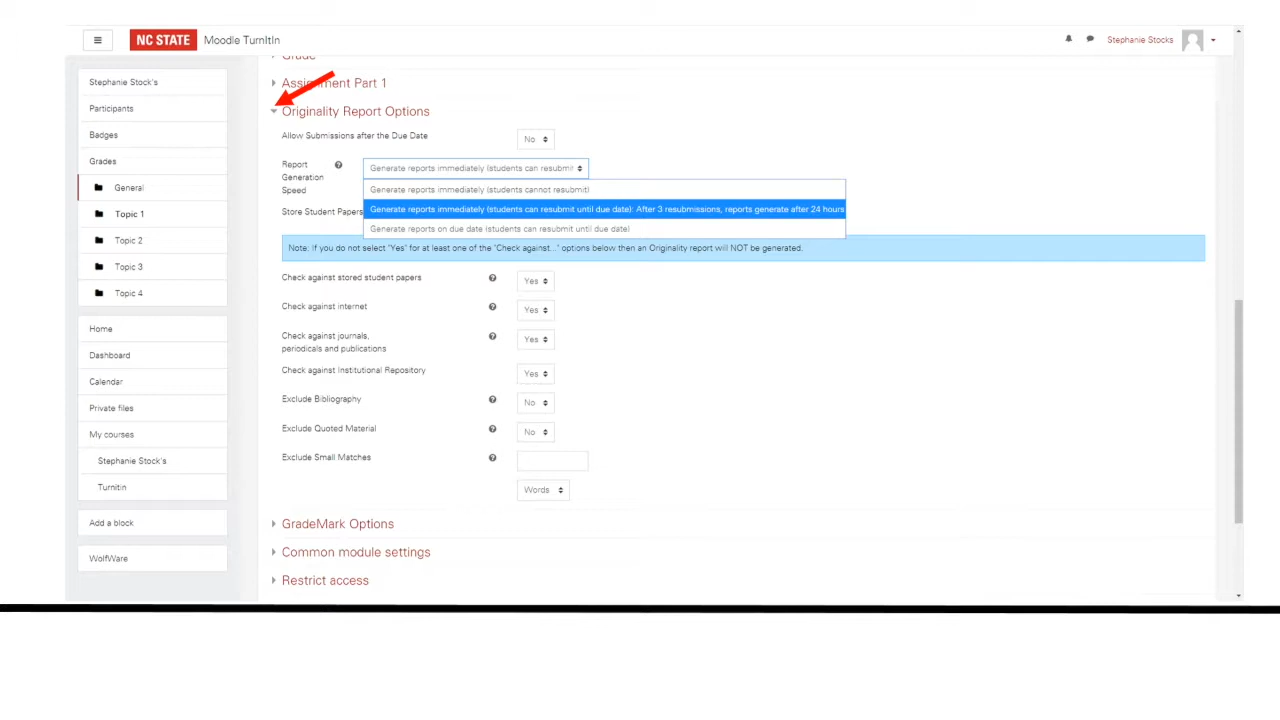 NC STATE Moodle TurnItIn
Stephanie Stocks
Stephanie Stock's
Participants
Badges
Grades
General
Topic 1
Topic 2
Topic 3
Topic 4
Home
Dashboard
Calendar
Private files
My courses
Stephanie Stock's
Turnitin
Add a block
WolfWare
Grade
Assignment Part 1
Originality Report Options
Allow Submissions after the Due Date No
Report
Generation
Speed
Generate reports immediately (students can resubmit
Generate reports immediately (students cannot resubmit)
Generate reports immediately (students can resubmit until due date): After 3 resubmissions, reports generate after 24 hours
Generate reports on due date (students can resubmit until due date)
Store Student Papers
Note: If you do not select "Yes" for at least one of the "Check against..." options below then an Originality report will NOT be generated.
Check against stored student papers Yes
Check against internet Yes
Check against journals,
periodicals and publications Yes
Check against Institutional Repository Yes
Exclude Bibliography No
Exclude Quoted Material No
Exclude Small Matches
Words
GradeMark Options
Common module settings
Restrict access